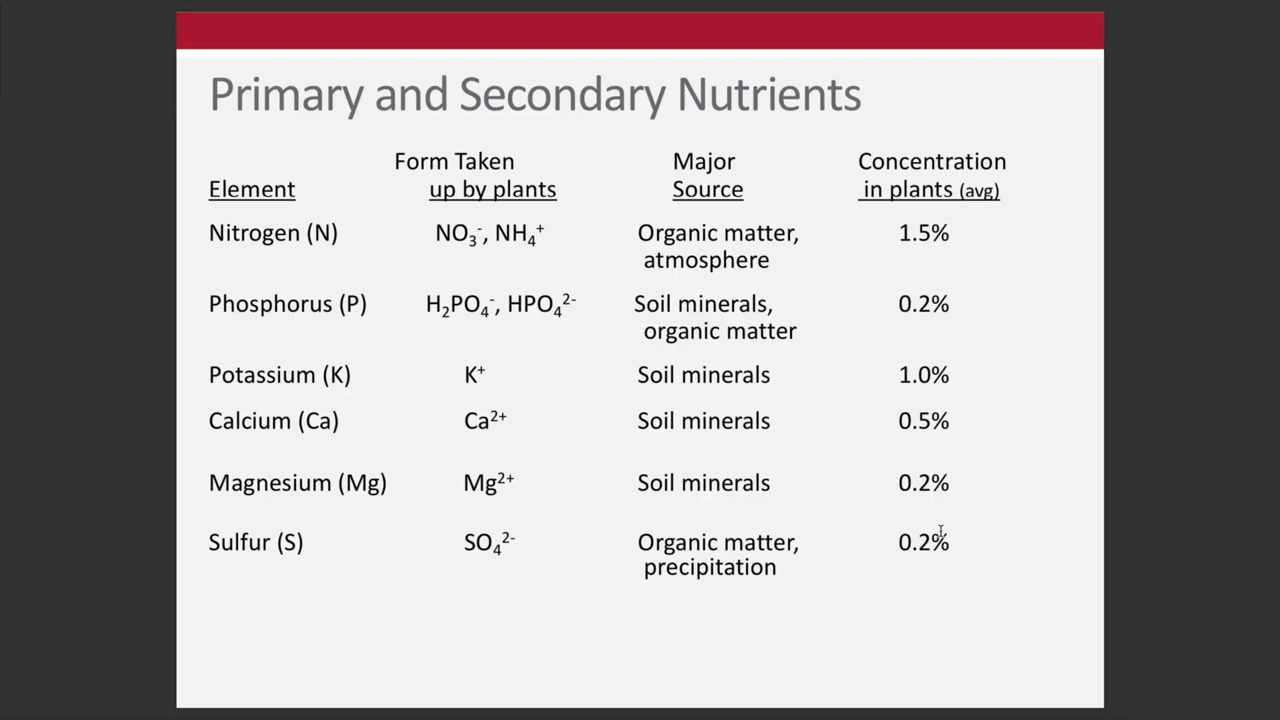 Primary and Secondary Nutrients
Form Taken Major Concentration
Element up by plants Source in plants (avg)
Nitrogen (N) NO₃⁻, NH₄⁺ Organic matter, 1.5%
atmosphere
Phosphorus (P) H₂PO₄⁻, HPO₄²⁻ Soil minerals, 0.2%
organic matter
Potassium (K) K⁺ Soil minerals 1.0%
Calcium (Ca) Ca²⁺ Soil minerals 0.5%
Magnesium (Mg) Mg²⁺ Soil minerals 0.2%
Sulfur (S) SO₄²⁻ Organic matter, 0.2%
precipitation